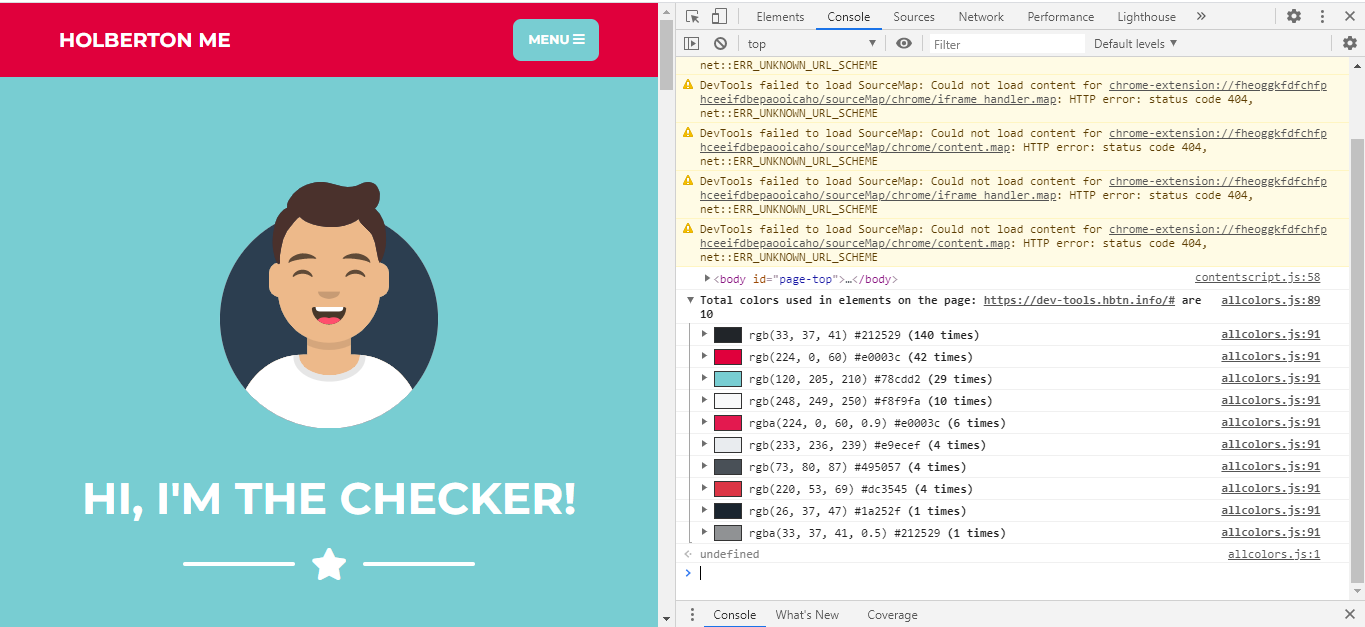 HOLBERTON ME
MENU
HI, I'M THE CHECKER!
Elements Console Sources Network Performance Lighthouse »
top Filter Default levels
net::ERR_UNKNOWN_URL_SCHEME
DevTools failed to load SourceMap: Could not load content for chrome-extension://fheoggkfdfchfp
hceeifdbepaooicaho/sourceMap/chrome/iframe_handler.map: HTTP error: status code 404,
net::ERR_UNKNOWN_URL_SCHEME
DevTools failed to load SourceMap: Could not load content for chrome-extension://fheoggkfdfchfp
hceeifdbepaooicaho/sourceMap/chrome/content.map: HTTP error: status code 404,
net::ERR_UNKNOWN_URL_SCHEME
DevTools failed to load SourceMap: Could not load content for chrome-extension://fheoggkfdfchfp
hceeifdbepaooicaho/sourceMap/chrome/iframe_handler.map: HTTP error: status code 404,
net::ERR_UNKNOWN_URL_SCHEME
DevTools failed to load SourceMap: Could not load content for chrome-extension://fheoggkfdfchfp
hceeifdbepaooicaho/sourceMap/chrome/content.map: HTTP error: status code 404,
net::ERR_UNKNOWN_URL_SCHEME
<body id="page-top">…</body> contentscript.js:58
Total colors used in elements on the page: https://dev-tools.hbtn.info/# are allcolors.js:89
10
rgb(33, 37, 41) #212529 (140 times) allcolors.js:91
rgb(224, 0, 60) #e0003c (42 times) allcolors.js:91
rgb(120, 205, 210) #78cdd2 (29 times) allcolors.js:91
rgb(248, 249, 250) #f8f9fa (10 times) allcolors.js:91
rgba(224, 0, 60, 0.9) #e0003c (6 times) allcolors.js:91
rgb(233, 236, 239) #e9ecef (4 times) allcolors.js:91
rgb(73, 80, 87) #495057 (4 times) allcolors.js:91
rgb(220, 53, 69) #dc3545 (4 times) allcolors.js:91
rgb(26, 37, 47) #1a252f (1 times) allcolors.js:91
rgba(33, 37, 41, 0.5) #212529 (1 times) allcolors.js:91
undefined allcolors.js:1
Console What's New Coverage